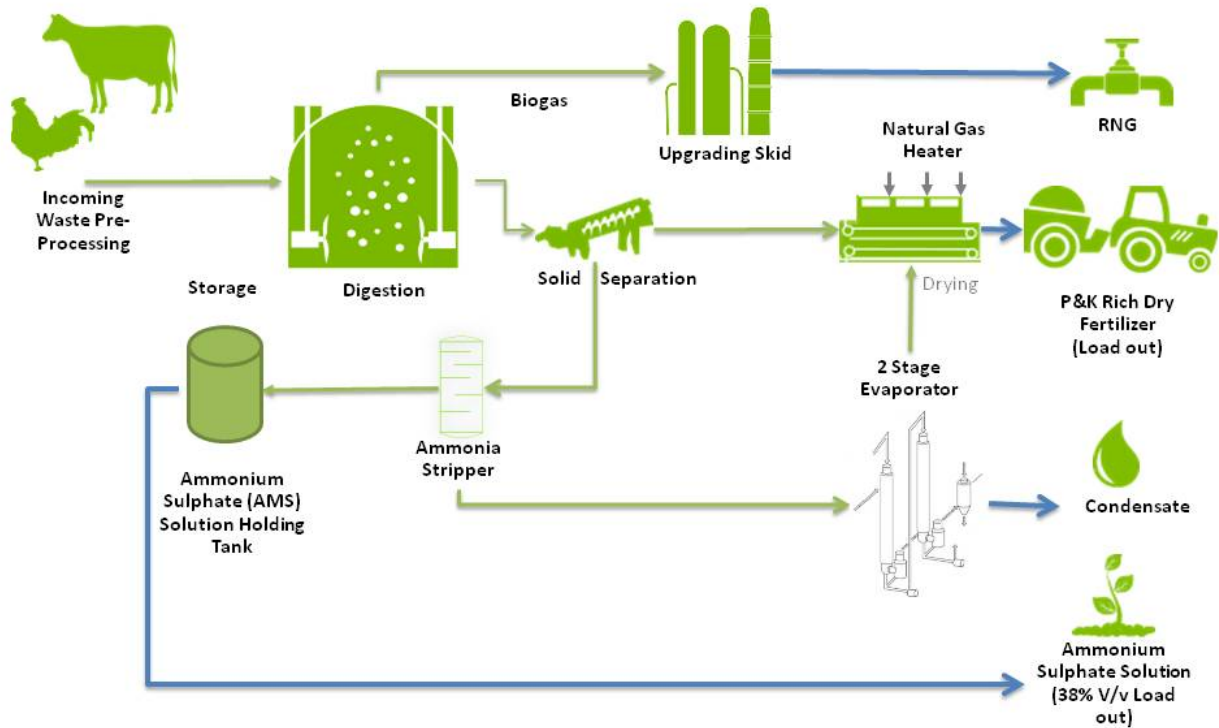 Biogas
Upgrading Skid
Natural Gas
Heater
RNG
Incoming
Waste Pre-
Processing
Storage
Digestion
Solid Separation
Drying
P&K Rich Dry
Fertilizer
(Load out)
2 Stage
Evaporator
Ammonia
Stripper
Ammonium
Sulphate (AMS)
Solution Holding
Tank
Condensate
Ammonium
Sulphate Solution
(38% V/v Load
out)